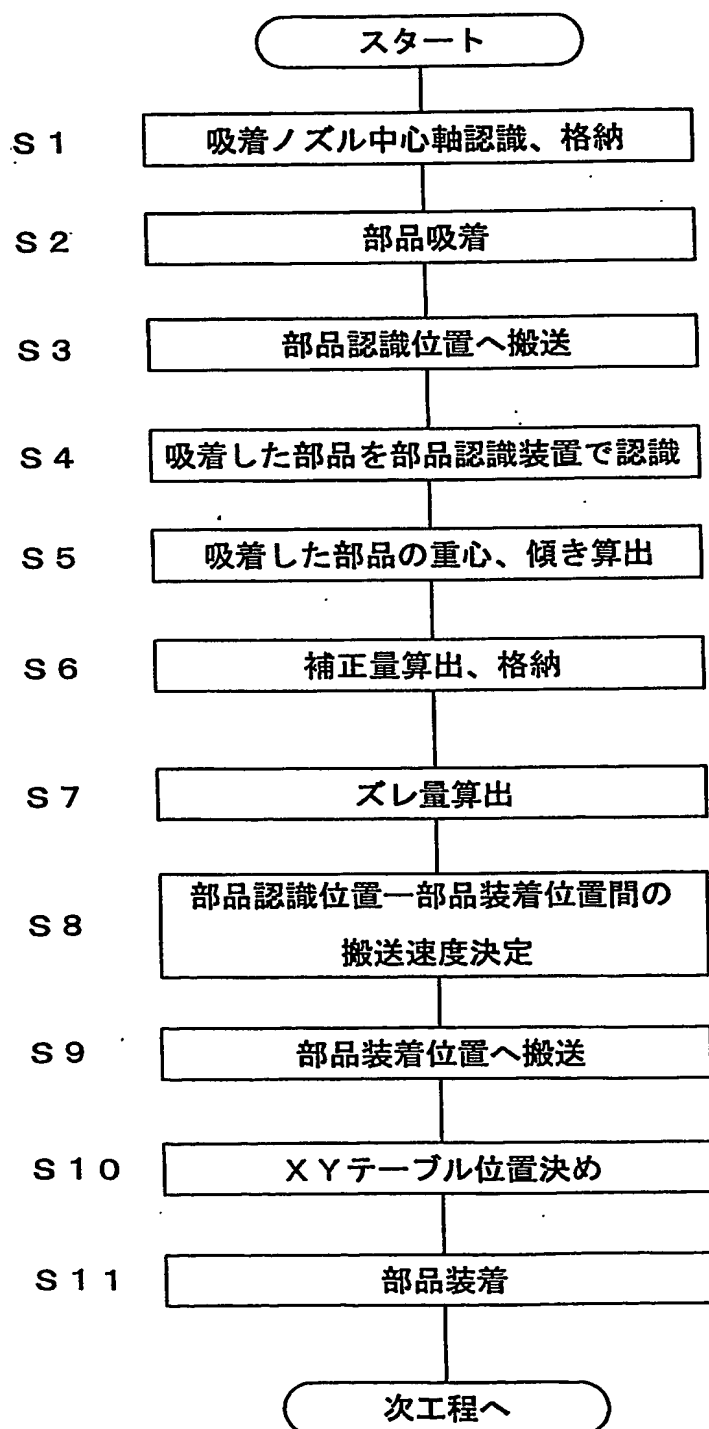 スタート
S1 吸着ノズル中心軸認識、格納
S2 部品吸着
S3 部品認識位置へ搬送
S4 吸着した部品を部品認識装置で認識
S5 吸着した部品の重心、傾き算出
S6 補正量算出、格納
S7 ズレ量算出
S8 部品認識位置―部品装着位置間の
搬送速度決定
S9 部品装着位置へ搬送
S10 XYテーブル位置決め
S11 部品装着
次工程へ